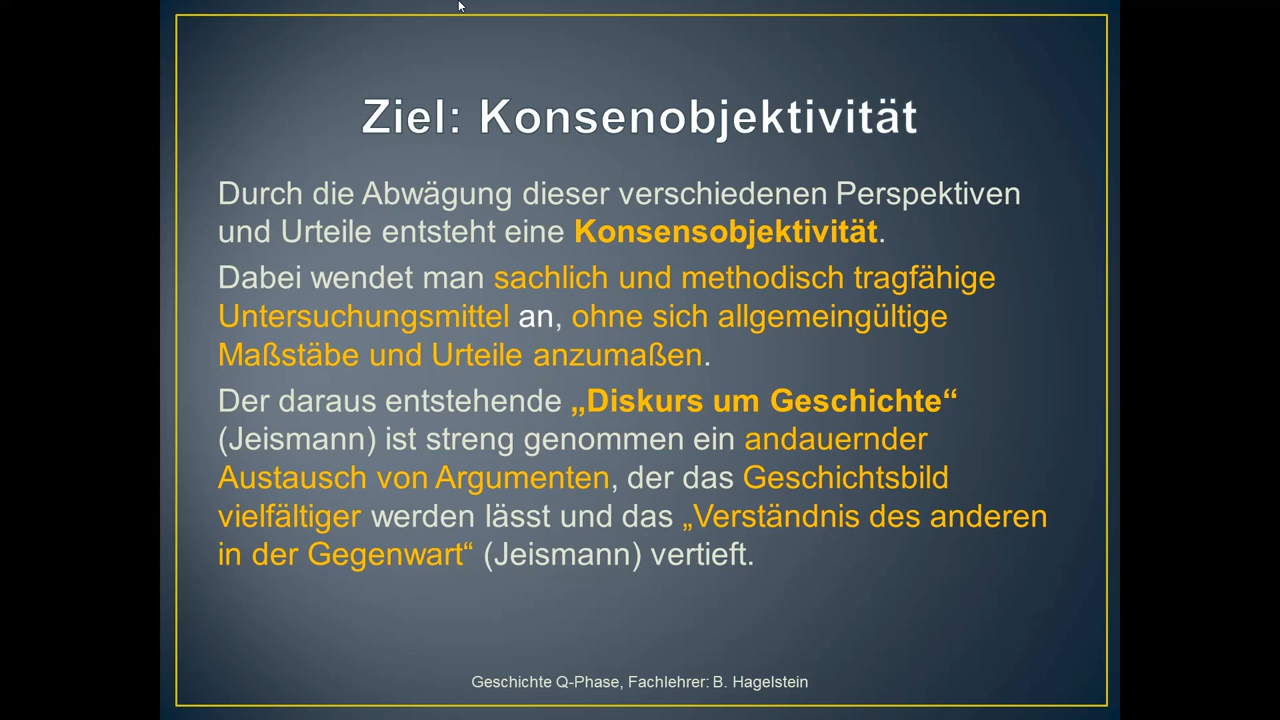 Ziel: Konsenobjektivität
Durch die Abwägung dieser verschiedenen Perspektiven
und Urteile entsteht eine Konsensobjektivität.
Dabei wendet man sachlich und methodisch tragfähige
Untersuchungsmittel an, ohne sich allgemeingültige
Maßstäbe und Urteile anzumaßen.
Der daraus entstehende „Diskurs um Geschichte“
(Jeismann) ist streng genommen ein andauernder
Austausch von Argumenten, der das Geschichtsbild
vielfältiger werden lässt und das „Verständnis des anderen
in der Gegenwart“ (Jeismann) vertieft.
Geschichte Q-Phase, Fachlehrer: B. Hagelstein